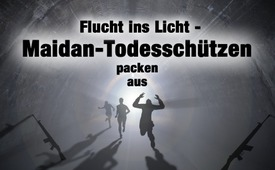 Flucht ins Licht -
Maidan-Todesschützen
packen
aus